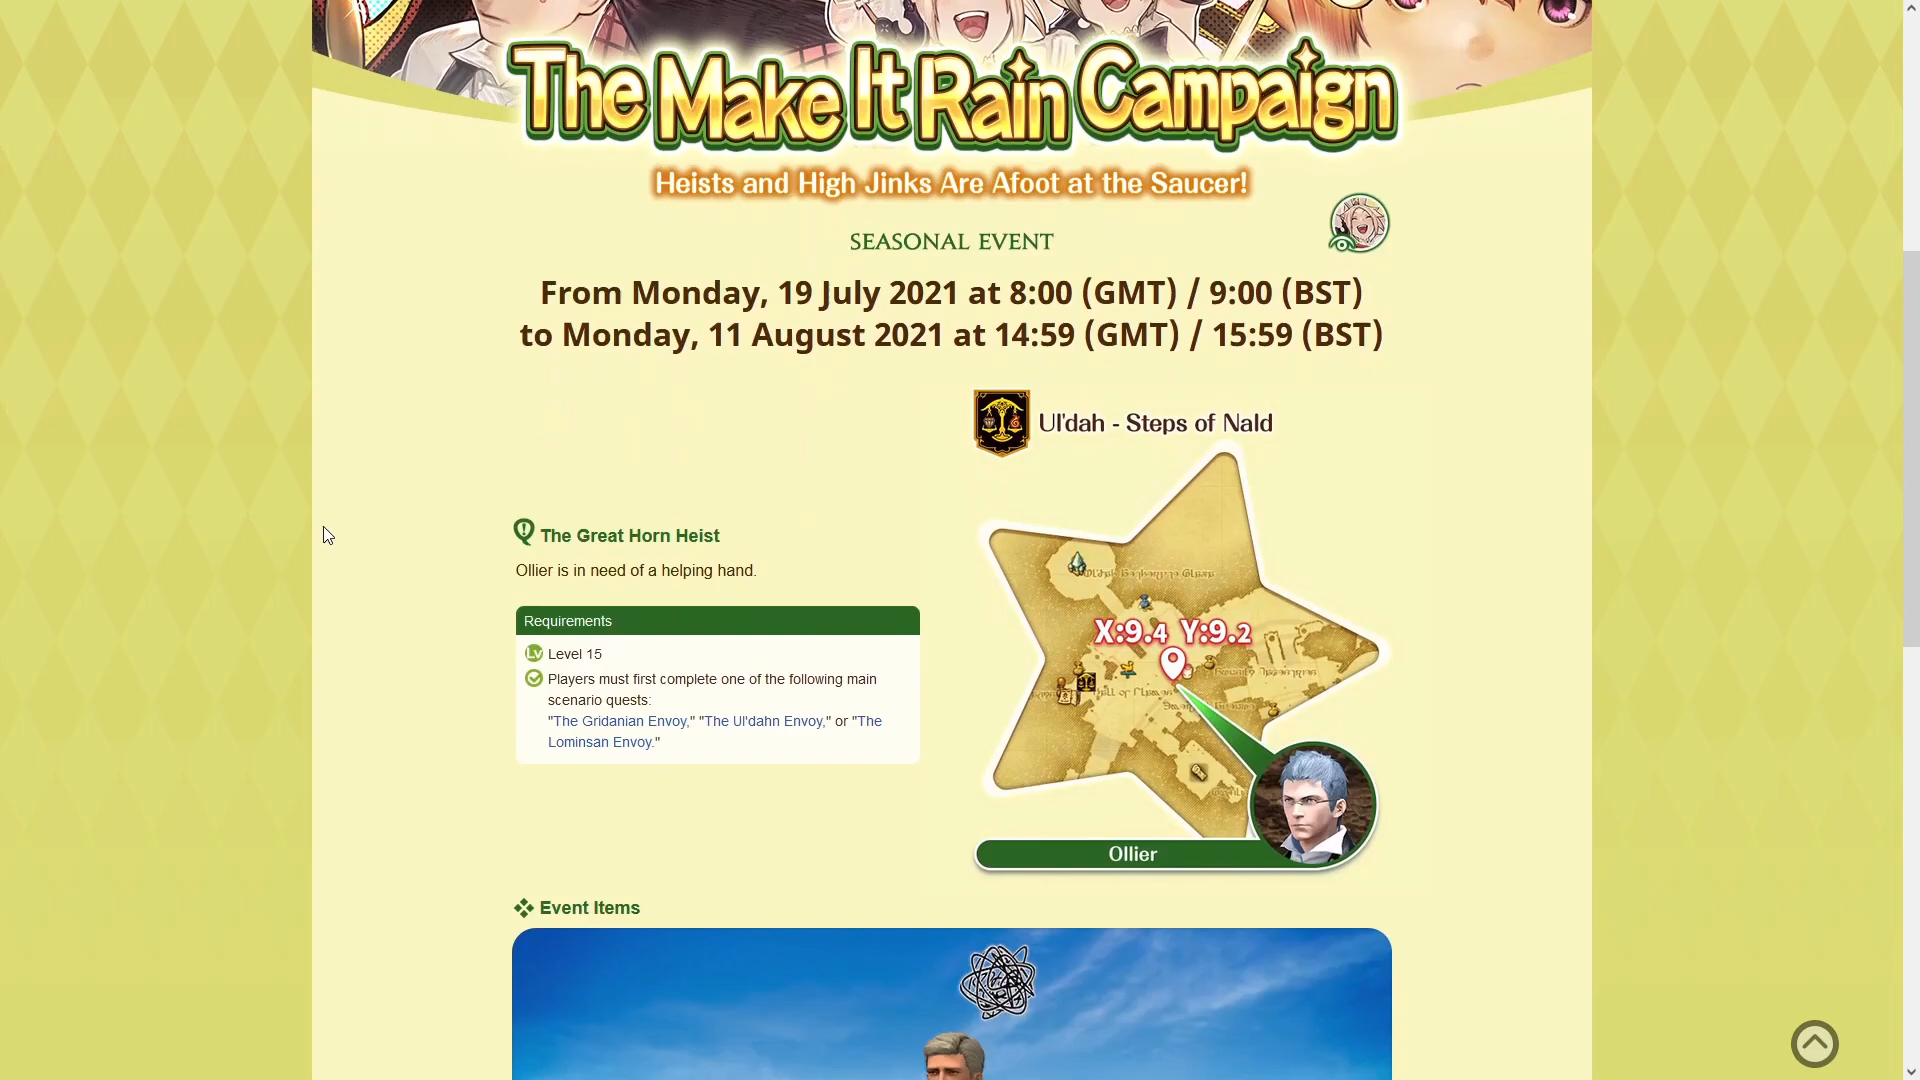 The Make It Rain Campaign
Heists and High Jinks Are Afoot at the Saucer!
SEASONAL EVENT
From Monday, 19 July 2021 at 8:00 (GMT) / 9:00 (BST)
to Monday, 11 August 2021 at 14:59 (GMT) / 15:59 (BST)
Ul'dah - Steps of Nald
The Great Horn Heist
Ollier is in need of a helping hand.
Requirements
Lv Level 15
Players must first complete one of the following main
scenario quests:
"The Gridanian Envoy," "The Ul'dahn Envoy," or "The
Lominsan Envoy."
X:9.4 Y:9.2
Ollier
Event Items